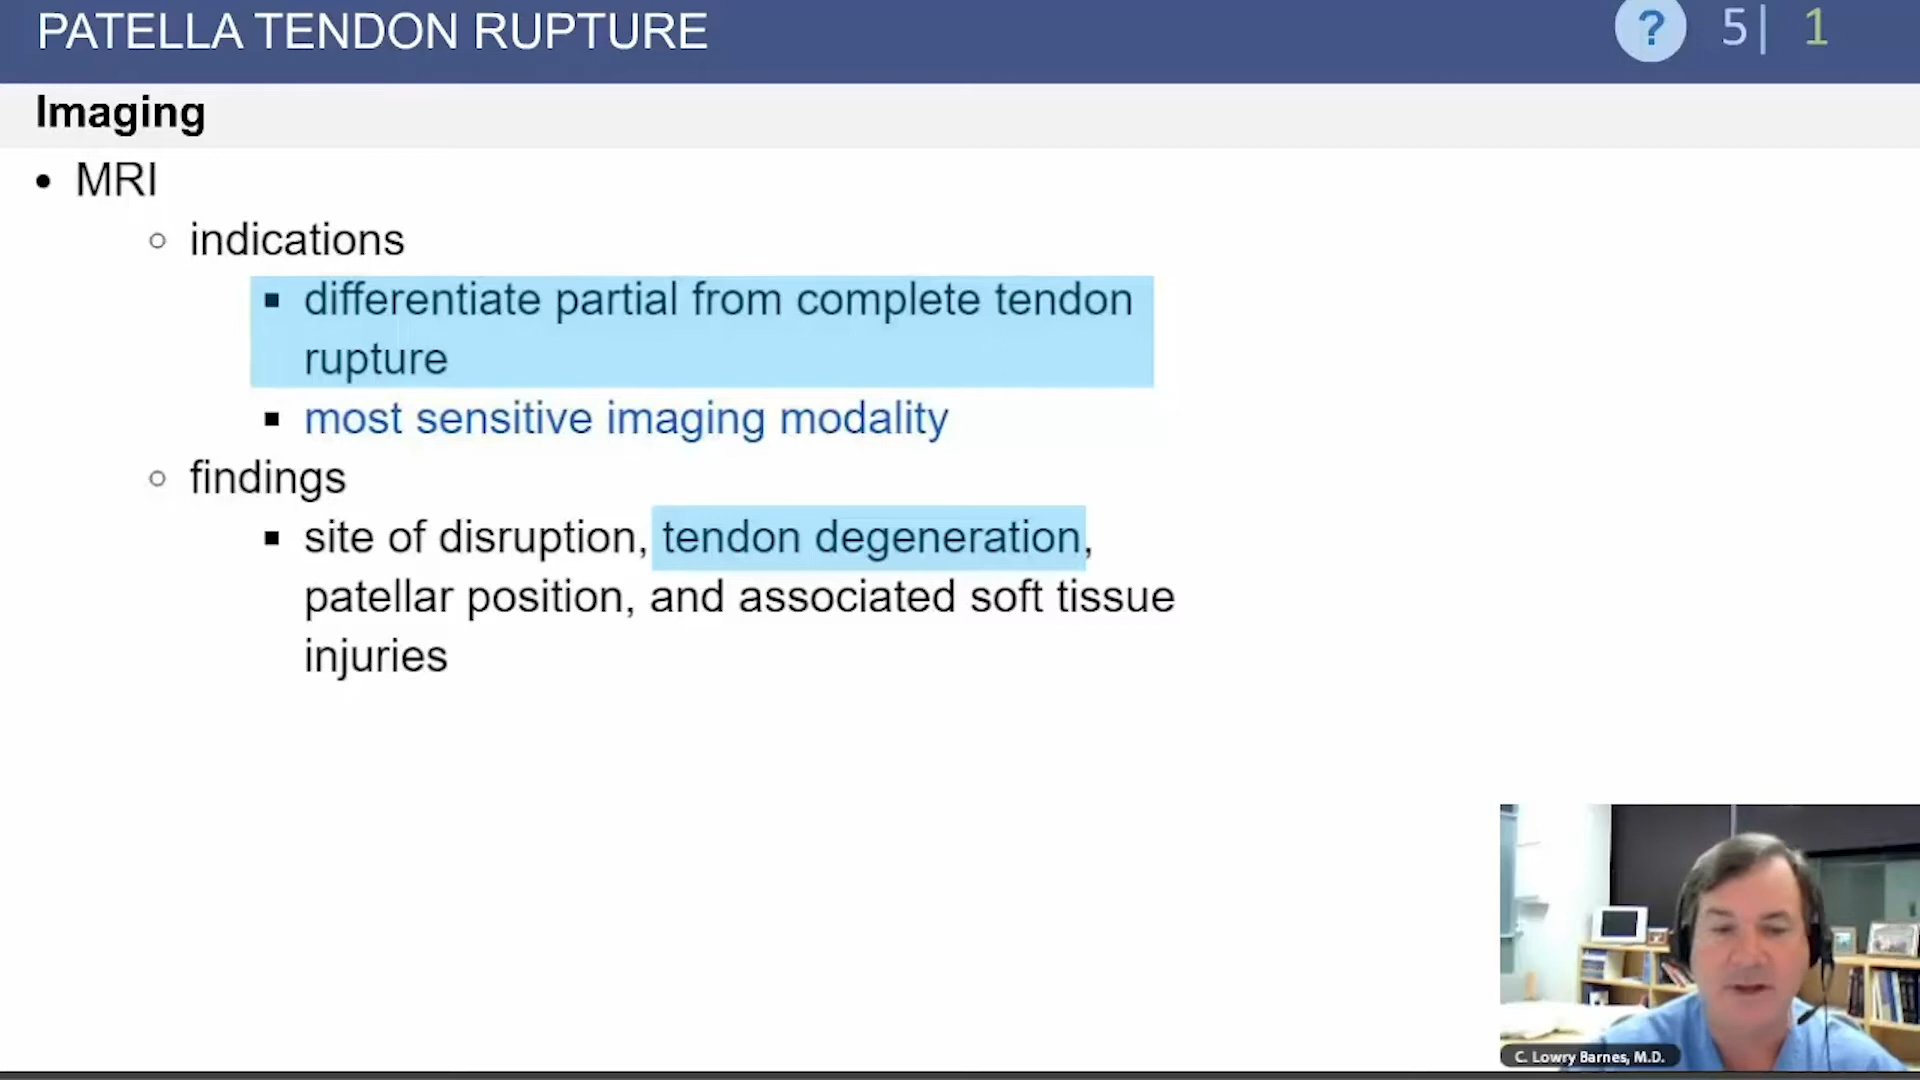 PATELLA TENDON RUPTURE
? 5| 1
Imaging
• MRI
○ indications
▪ differentiate partial from complete tendon
rupture
▪ most sensitive imaging modality
○ findings
▪ site of disruption, tendon degeneration,
patellar position, and associated soft tissue
injuries
C. Lowry Barnes, M.D.